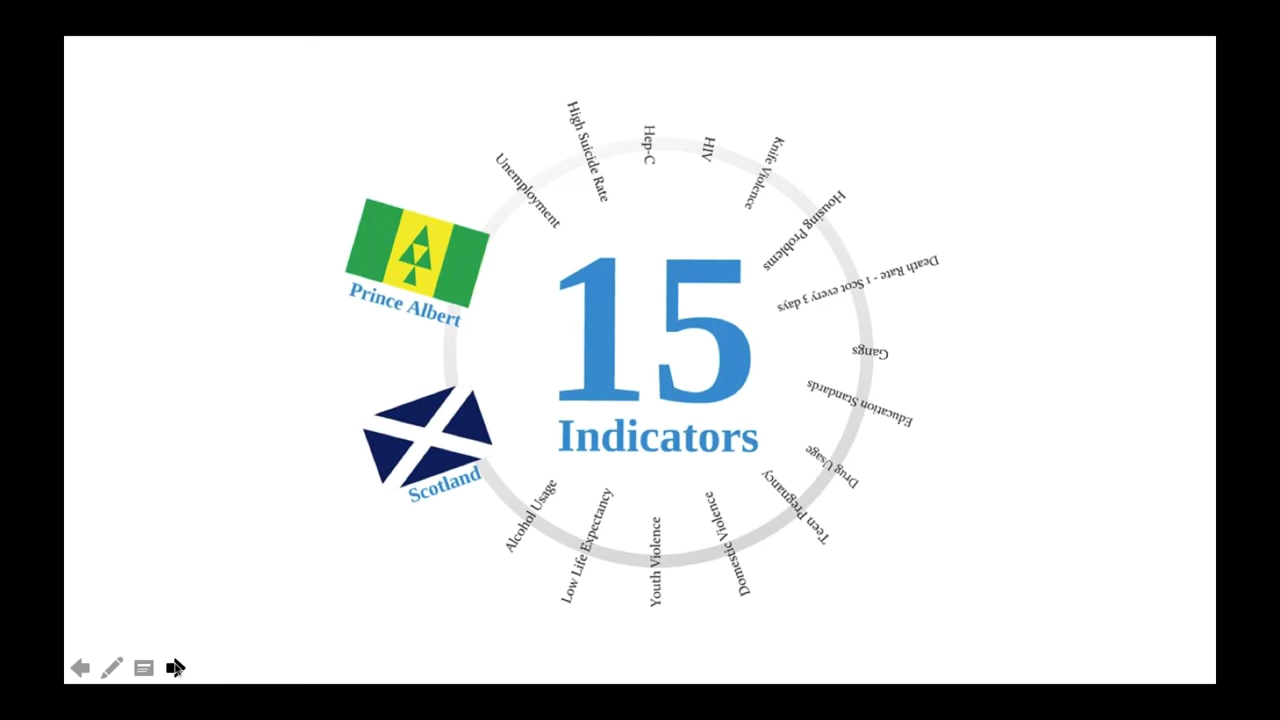 Prince Albert
Unemployment
High Suicide Rate
Hep-C
HIV
Knife Violence
Housing Problems
Death Rate - 1 Scot every 3 days
Gangs
Education Standards
Drug Usage
Teen Pregnancy
Domestic Violence
Youth Violence
Low Life Expectancy
Alcohol Usage
Scotland
15
Indicators